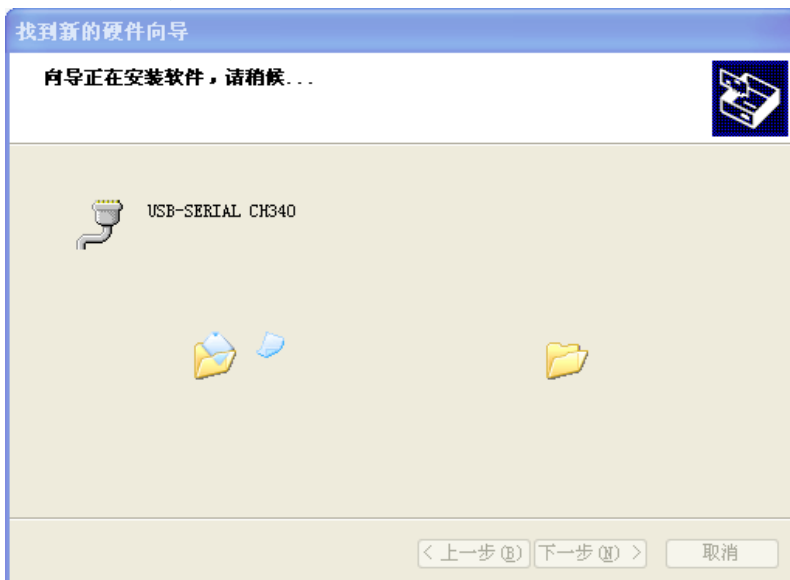 找到新的硬件向导
向导正在安装软件，请稍候...
USB-SERIAL CH340
< 上一步(B) 下一步(N) > 取消